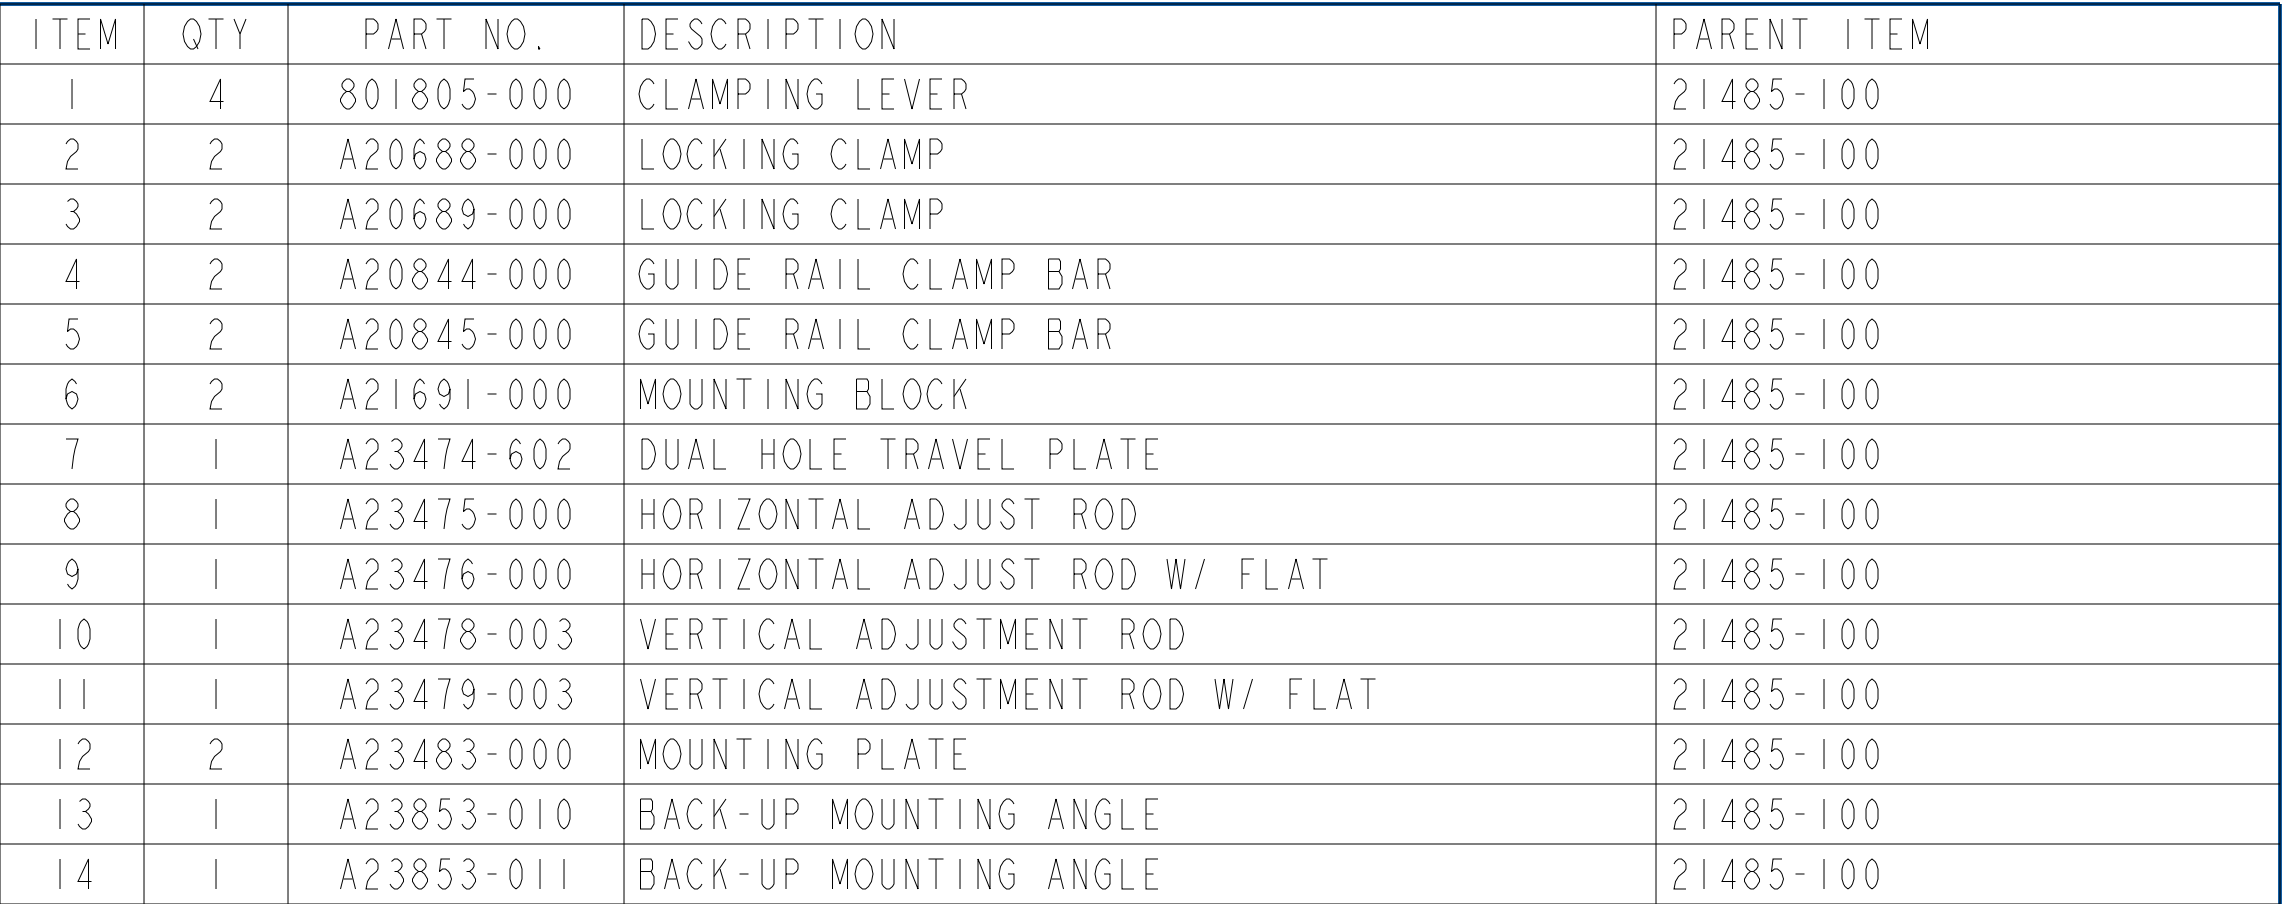 ITEM QTY PART NO. DESCRIPTION PARENT ITEM
1 4 801805-000 CLAMPING LEVER 21485-100
2 2 A20688-000 LOCKING CLAMP 21485-100
3 2 A20689-000 LOCKING CLAMP 21485-100
4 2 A20844-000 GUIDE RAIL CLAMP BAR 21485-100
5 2 A20845-000 GUIDE RAIL CLAMP BAR 21485-100
6 2 A21691-000 MOUNTING BLOCK 21485-100
7 1 A23474-602 DUAL HOLE TRAVEL PLATE 21485-100
8 1 A23475-000 HORIZONTAL ADJUST ROD 21485-100
9 1 A23476-000 HORIZONTAL ADJUST ROD W/ FLAT 21485-100
10 1 A23478-003 VERTICAL ADJUSTMENT ROD 21485-100
11 1 A23479-003 VERTICAL ADJUSTMENT ROD W/ FLAT 21485-100
12 2 A23483-000 MOUNTING PLATE 21485-100
13 1 A23853-010 BACK-UP MOUNTING ANGLE 21485-100
14 1 A23853-011 BACK-UP MOUNTING ANGLE 21485-100